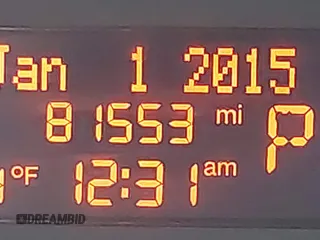 Jan 1 2015
81553 mi P
°F 12:31 am
DREAMBID